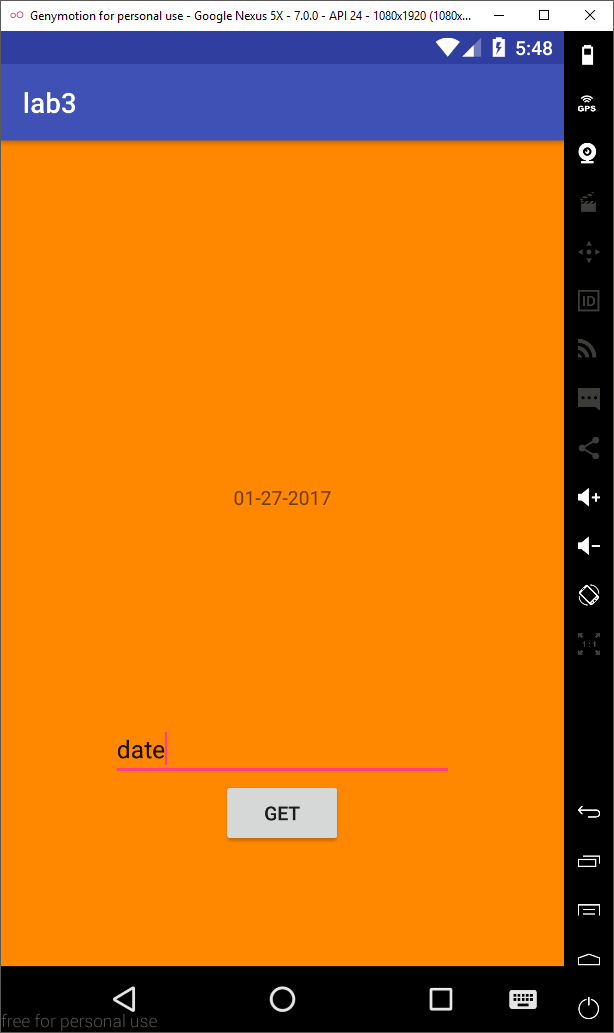 Genymotion for personal use - Google Nexus 5X - 7.0.0 - API 24 - 1080x1920 (1080x...
5:48
lab3
GPS
ID
01-27-2017
1:1
date
GET
free for personal use